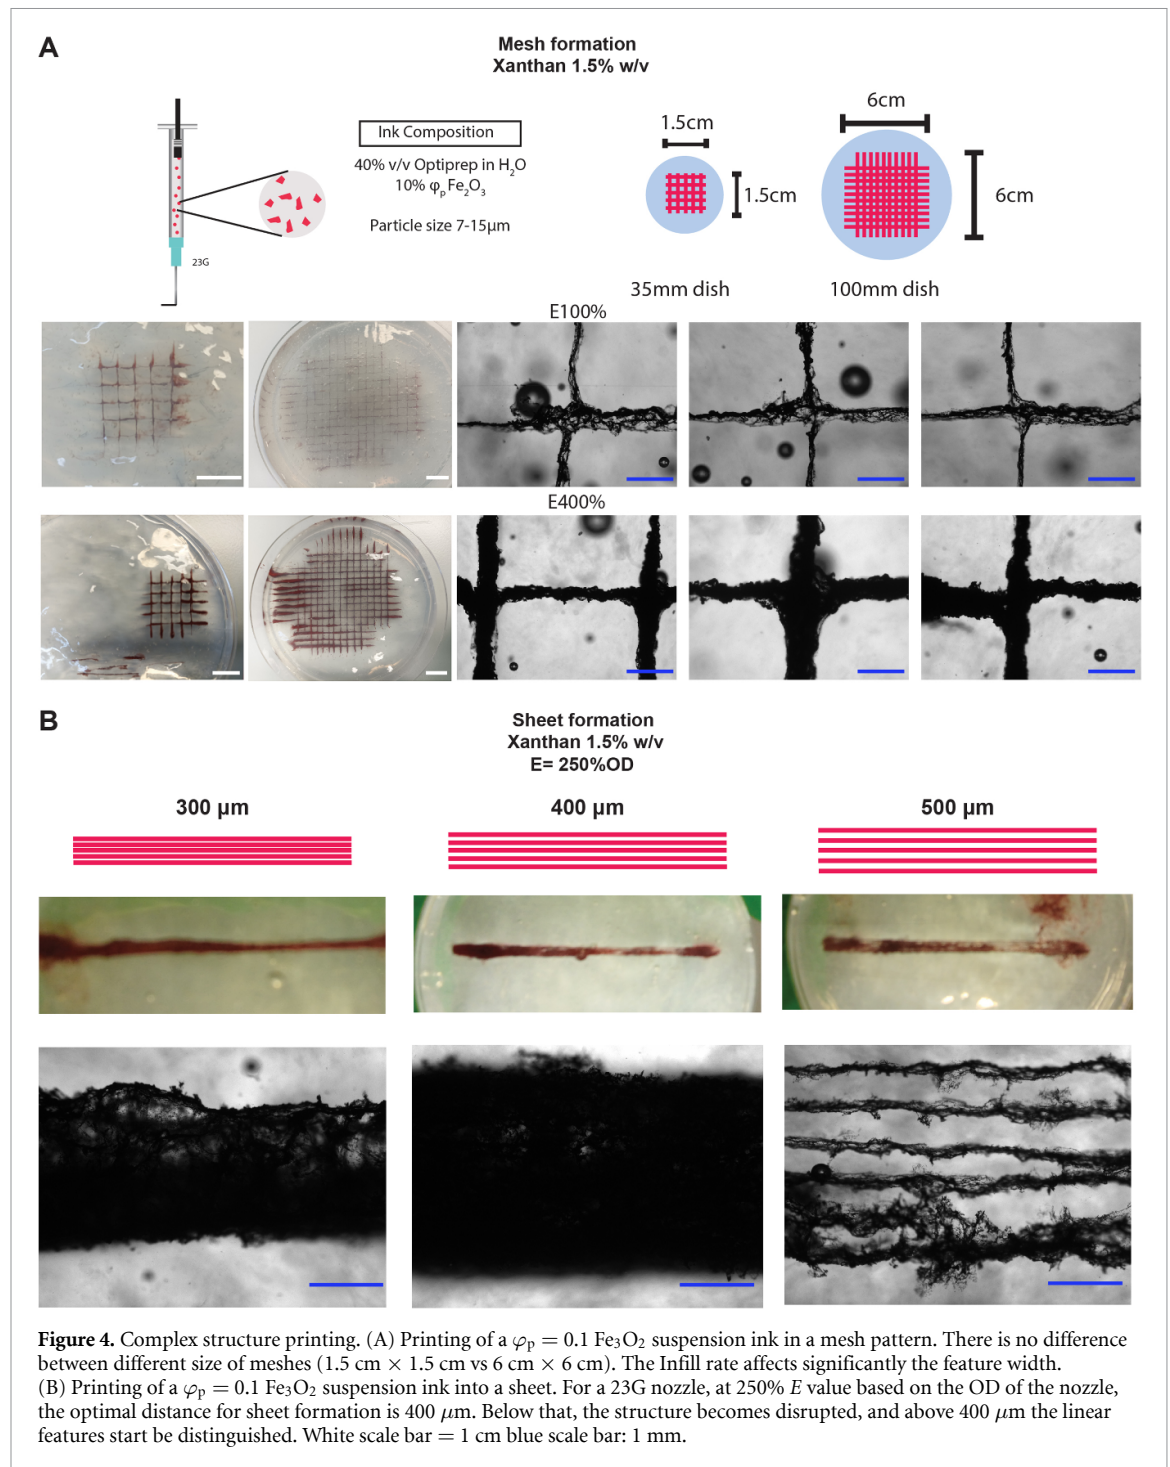 A
Mesh formation
Xanthan 1.5% w/v
Ink Composition
40% v/v Optiprep in H₂O
10% φₚFe₂O₃
Particle size 7-15µm
23G
1.5cm
1.5cm
6cm
6cm
35mm dish
100mm dish
E100%
E400%
B
Sheet formation
Xanthan 1.5% w/v
E= 250%OD
300 µm
400 µm
500 µm
Figure 4. Complex structure printing. (A) Printing of a φₚ = 0.1 Fe₃O₂ suspension ink in a mesh pattern. There is no difference
between different size of meshes (1.5 cm × 1.5 cm vs 6 cm × 6 cm). The Infill rate affects significantly the feature width.
(B) Printing of a φₚ = 0.1 Fe₃O₂ suspension ink into a sheet. For a 23G nozzle, at 250% E value based on the OD of the nozzle,
the optimal distance for sheet formation is 400 µm. Below that, the structure becomes disrupted, and above 400 µm the linear
features start be distinguished. White scale bar = 1 cm blue scale bar: 1 mm.